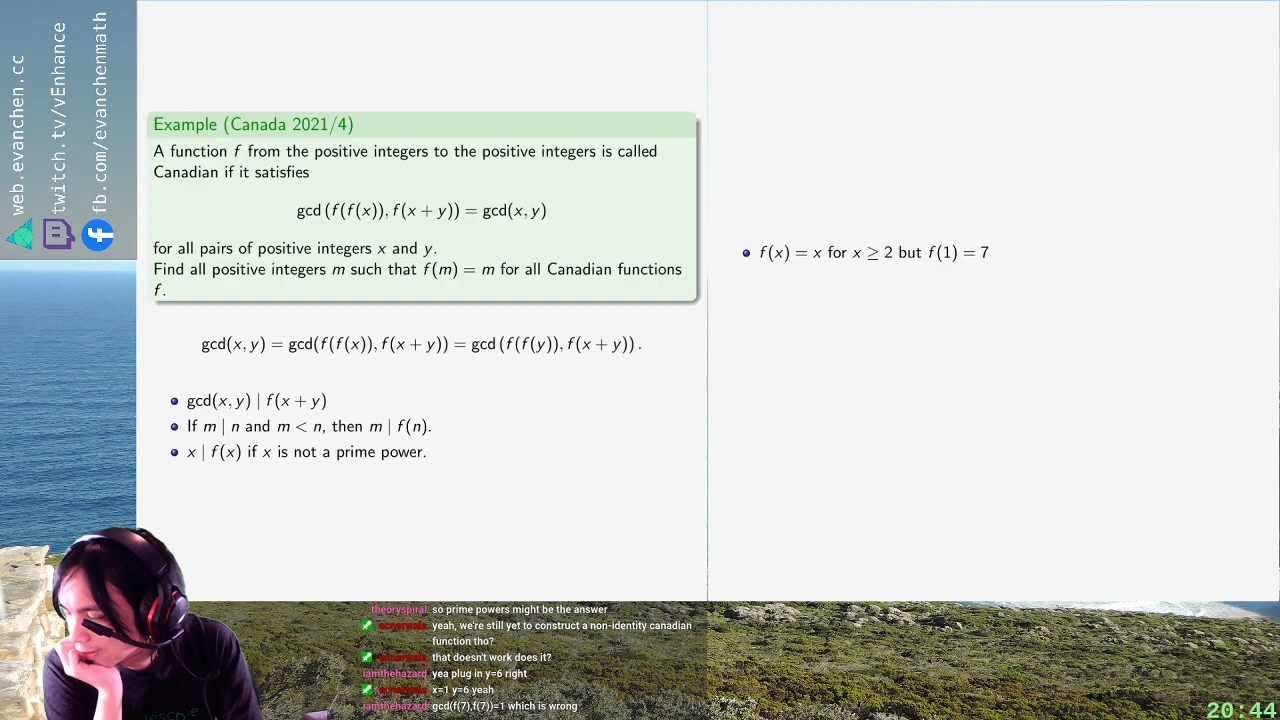 web.evanchen.cc
twitch.tv/vEnhance
fb.com/evanchenmath
Example (Canada 2021/4)
A function f from the positive integers to the positive integers is called
Canadian if it satisfies
gcd (f(f(x)), f(x + y)) = gcd(x, y)
for all pairs of positive integers x and y.
Find all positive integers m such that f(m) = m for all Canadian functions
f.
gcd(x, y) = gcd(f(f(x)), f(x + y)) = gcd (f(f(y)), f(x + y)) .
• gcd(x, y) | f(x + y)
• If m | n and m < n, then m | f(n).
• x | f(x) if x is not a prime power.
• f(x) = x for x ≥ 2 but f(1) = 7
theoryspiral: so prime powers might be the answer
yeah, we're still yet to construct a non-identity canadian
function tho?
that doesn't work does it?
iamthehazard: yea plug in y=6 right
x=1 y=6 yeah
iamthehazard: gcd(f(7),f(7))=1 which is wrong
20:44